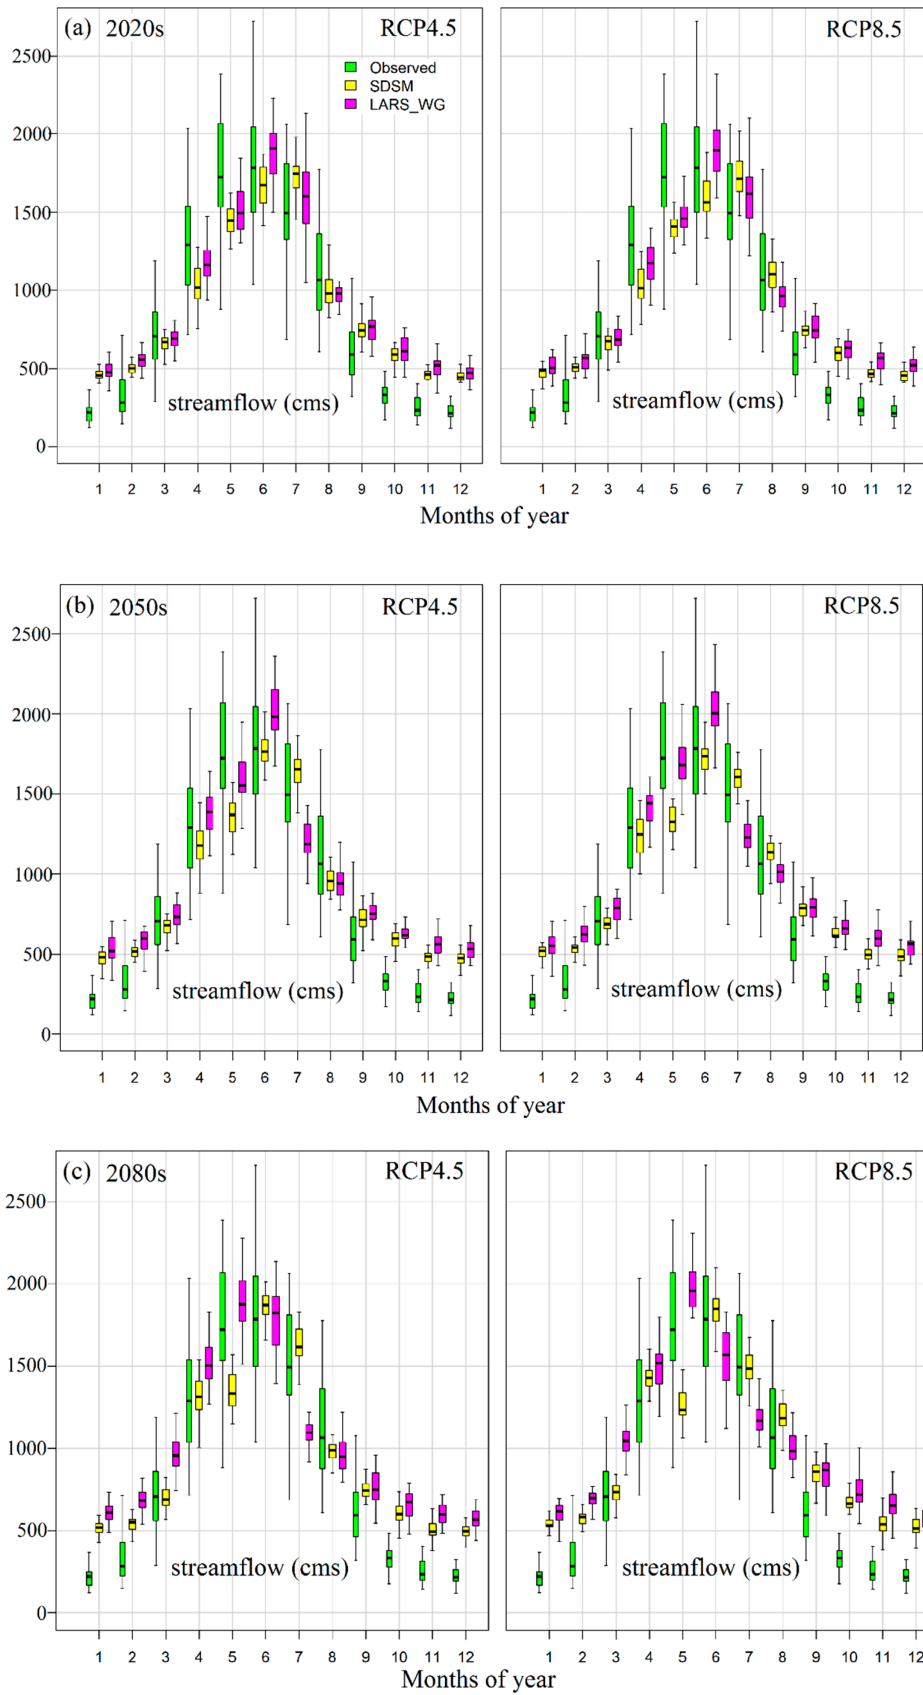 (a) 2020s RCP4.5 RCP8.5
Observed
SDSM
LARS_WG
2500
2000
1500
1000
500
0
streamflow (cms) streamflow (cms)
1 2 3 4 5 6 7 8 9 10 11 12 1 2 3 4 5 6 7 8 9 10 11 12
Months of year
(b) 2050s RCP4.5 RCP8.5
2500
2000
1500
1000
500
0
streamflow (cms) streamflow (cms)
1 2 3 4 5 6 7 8 9 10 11 12 1 2 3 4 5 6 7 8 9 10 11 12
Months of year
(c) 2080s RCP4.5 RCP8.5
2500
2000
1500
1000
500
0
streamflow (cms) streamflow (cms)
1 2 3 4 5 6 7 8 9 10 11 12 1 2 3 4 5 6 7 8 9 10 11 12
Months of year